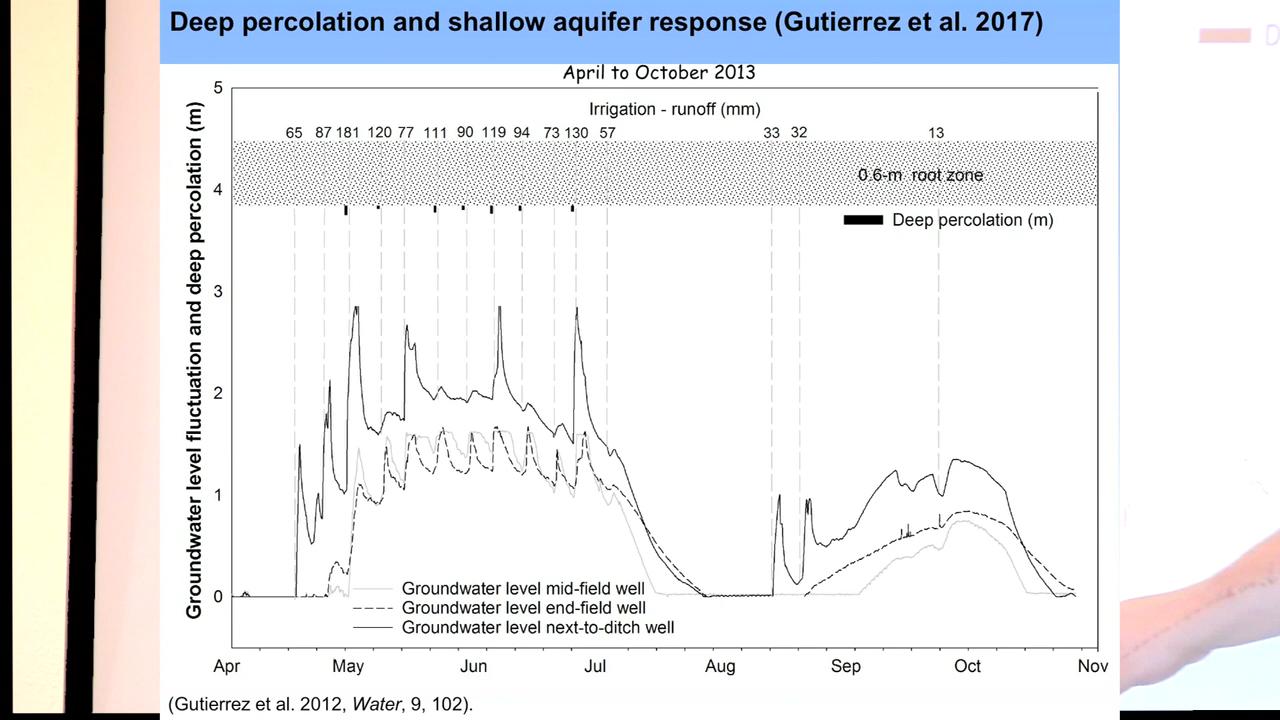 Deep percolation and shallow aquifer response (Gutierrez et al. 2017)
April to October 2013
Irrigation - runoff (mm)
65 87 181 120 77 111 90 119 94 73 130 57 33 32 13
0.6-m root zone
Deep percolation (m)
Groundwater level fluctuation and deep percolation (m)
5
4
3
2
1
0
Groundwater level mid-field well
Groundwater level end-field well
Groundwater level next-to-ditch well
Apr May Jun Jul Aug Sep Oct Nov
(Gutierrez et al. 2012, Water, 9, 102).